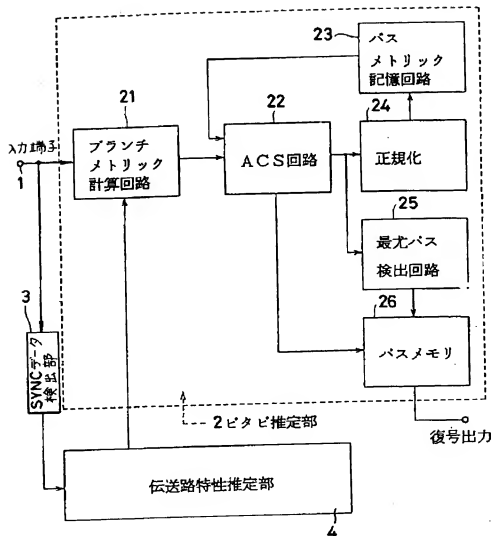 23
パス
メトリック
記憶回路
21
ブランチ
メトリック
計算回路
22
ACS回路
24
正規化
入力端子
1
25
最尤パス
検出回路
26
パスメモリ
3
SYNCデータ
検出部
2ビタビ推定部
復号出力
伝送路特性推定部
4